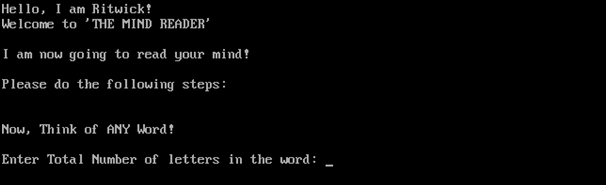 Hello, I am Ritwick!
Welcome to 'THE MIND READER'
I am now going to read your mind!
Please do the following steps:
Now, Think of ANY Word!
Enter Total Number of letters in the word: _